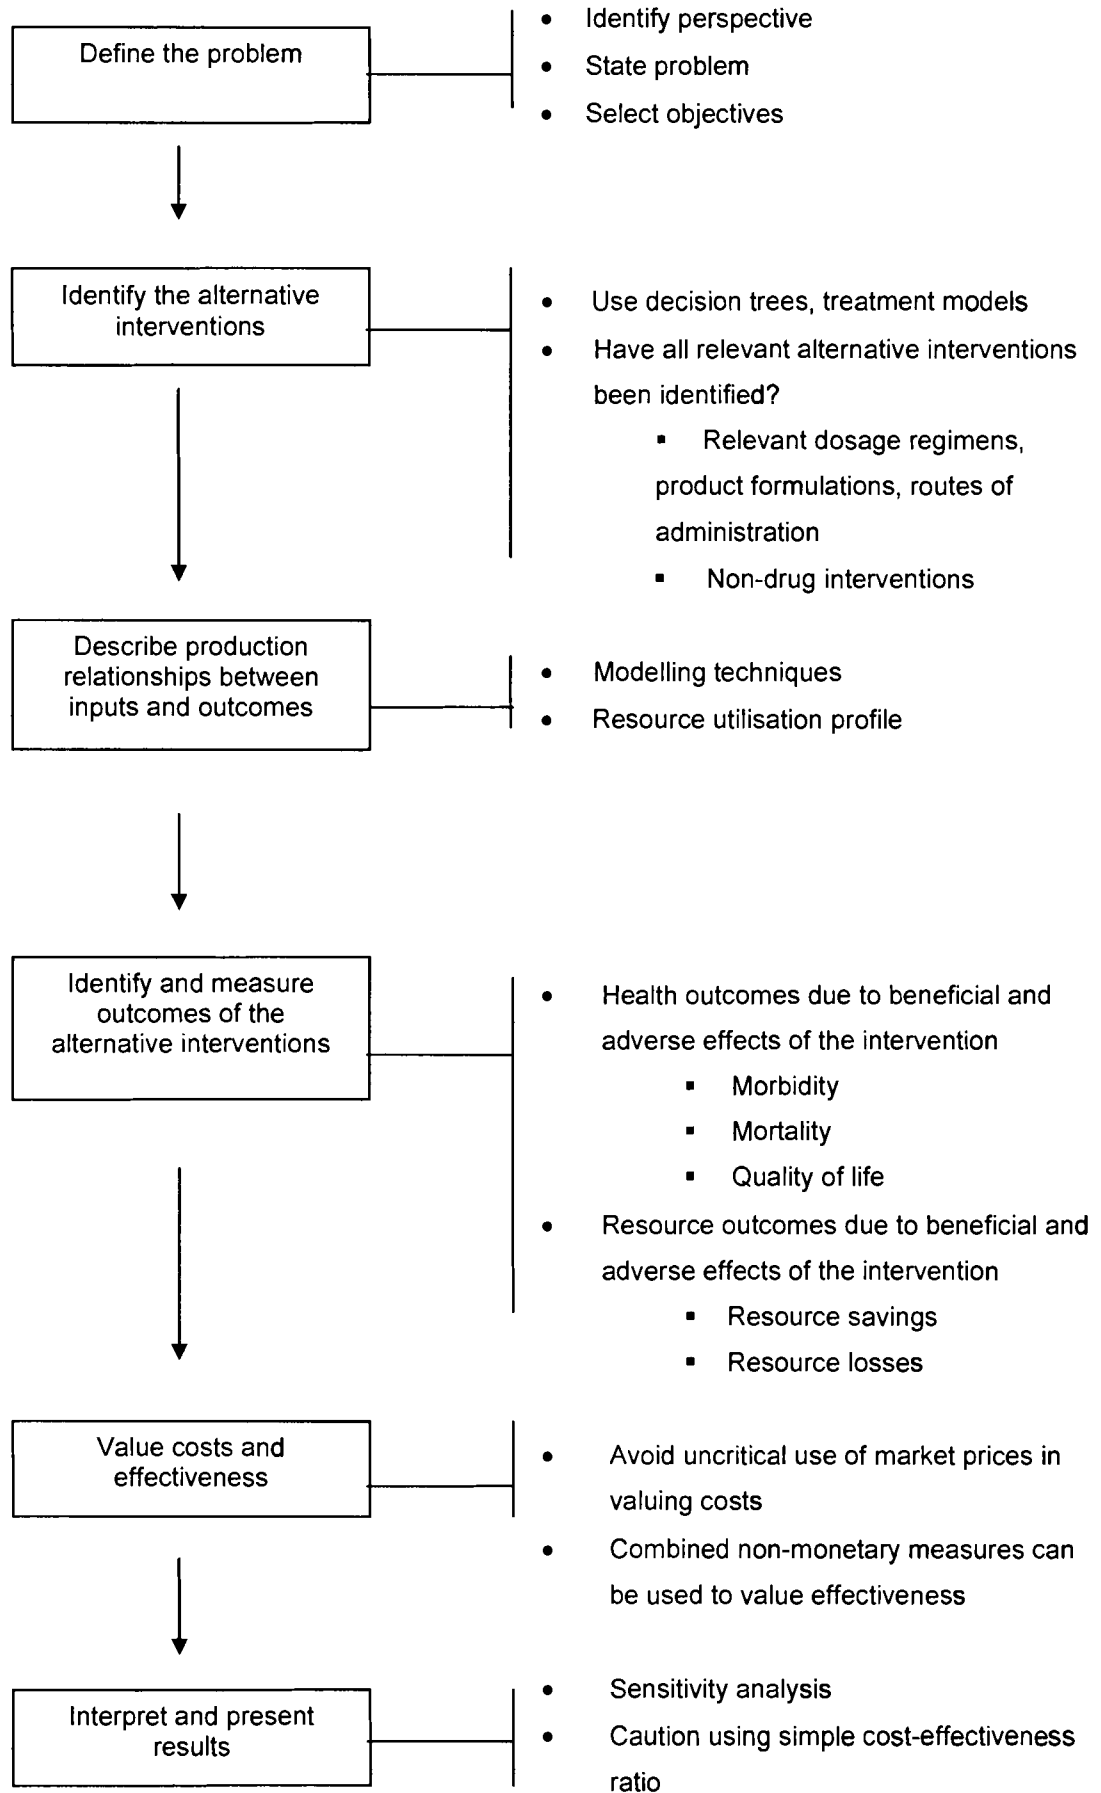 Define the problem
• Identify perspective
• State problem
• Select objectives
Identify the alternative
interventions
• Use decision trees, treatment models
• Have all relevant alternative interventions
been identified?
▪ Relevant dosage regimens,
product formulations, routes of
administration
▪ Non-drug interventions
Describe production
relationships between
inputs and outcomes
• Modelling techniques
• Resource utilisation profile
Identify and measure
outcomes of the
alternative interventions
• Health outcomes due to beneficial and
adverse effects of the intervention
▪ Morbidity
▪ Mortality
▪ Quality of life
• Resource outcomes due to beneficial and
adverse effects of the intervention
▪ Resource savings
▪ Resource losses
Value costs and
effectiveness
• Avoid uncritical use of market prices in
valuing costs
• Combined non-monetary measures can
be used to value effectiveness
Interpret and present
results
• Sensitivity analysis
• Caution using simple cost-effectiveness
ratio